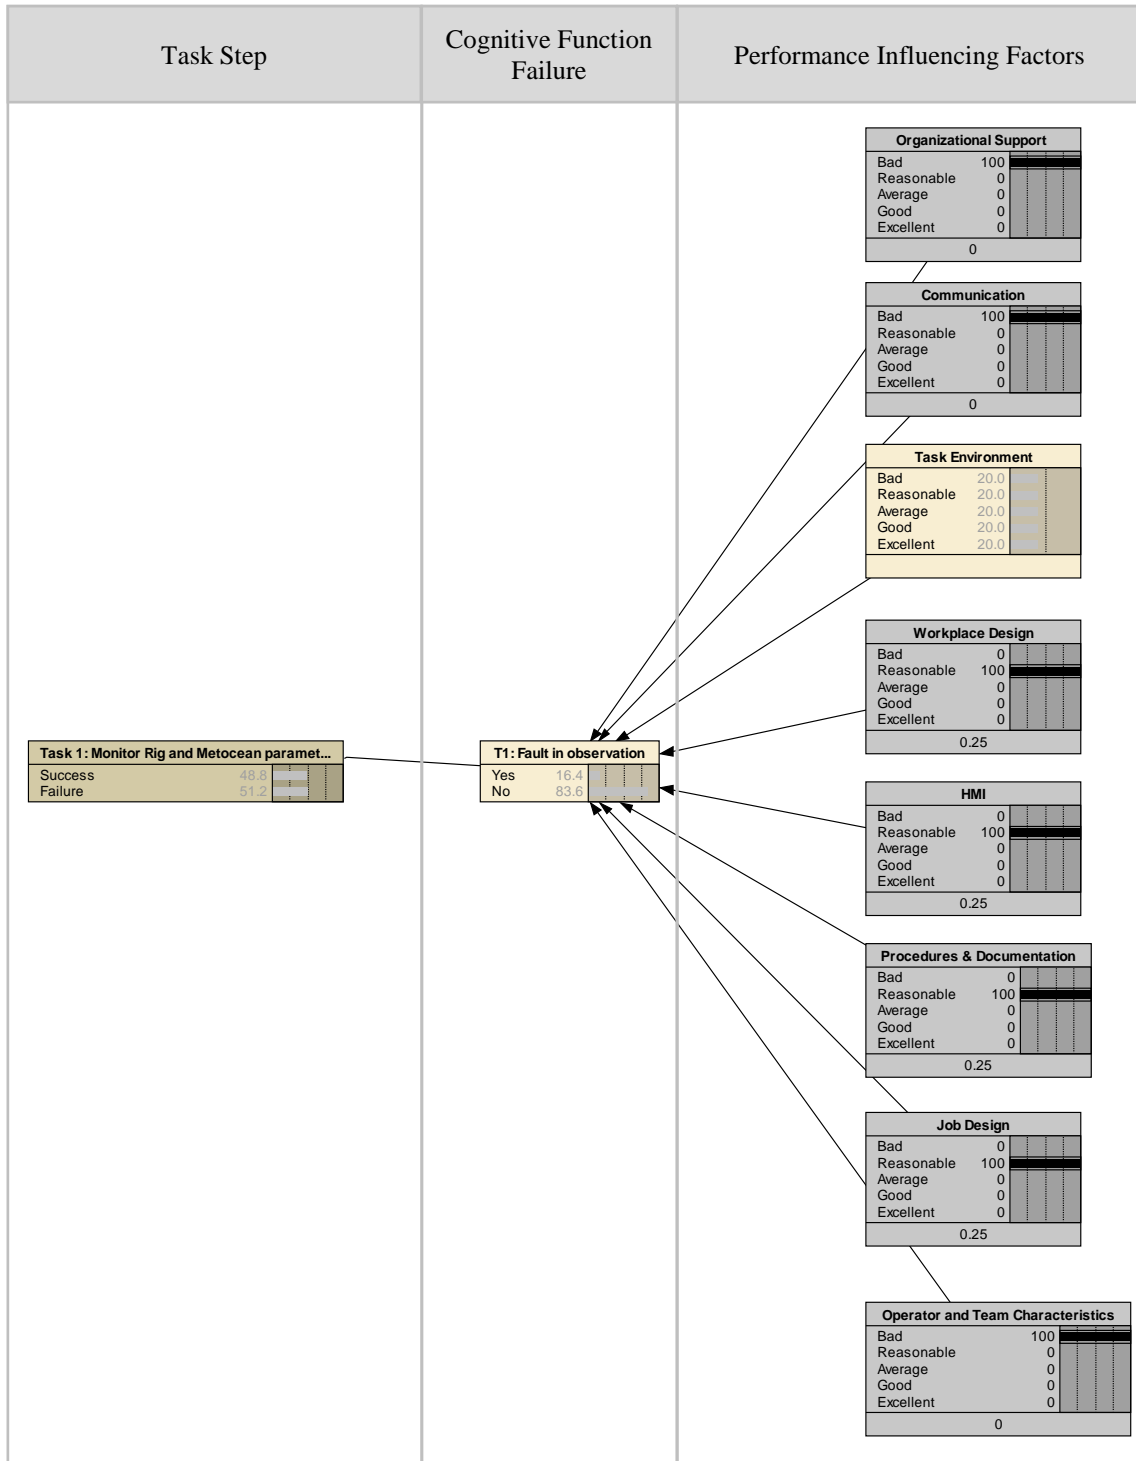 Task Step
Cognitive Function
Failure
Performance Influencing Factors
Organizational Support
Bad 100
Reasonable 0
Average 0
Good 0
Excellent 0
0
Communication
Bad 100
Reasonable 0
Average 0
Good 0
Excellent 0
0
Task Environment
Bad 20.0
Reasonable 20.0
Average 20.0
Good 20.0
Excellent 20.0
Workplace Design
Bad 0
Reasonable 100
Average 0
Good 0
Excellent 0
0.25
Task 1: Monitor Rig and Metocean paramet...
Success 48.8
Failure 51.2
T1: Fault in observation
Yes 16.4
No 83.6
HMI
Bad 0
Reasonable 100
Average 0
Good 0
Excellent 0
0.25
Procedures & Documentation
Bad 0
Reasonable 100
Average 0
Good 0
Excellent 0
0.25
Job Design
Bad 0
Reasonable 100
Average 0
Good 0
Excellent 0
0.25
Operator and Team Characteristics
Bad 100
Reasonable 0
Average 0
Good 0
Excellent 0
0